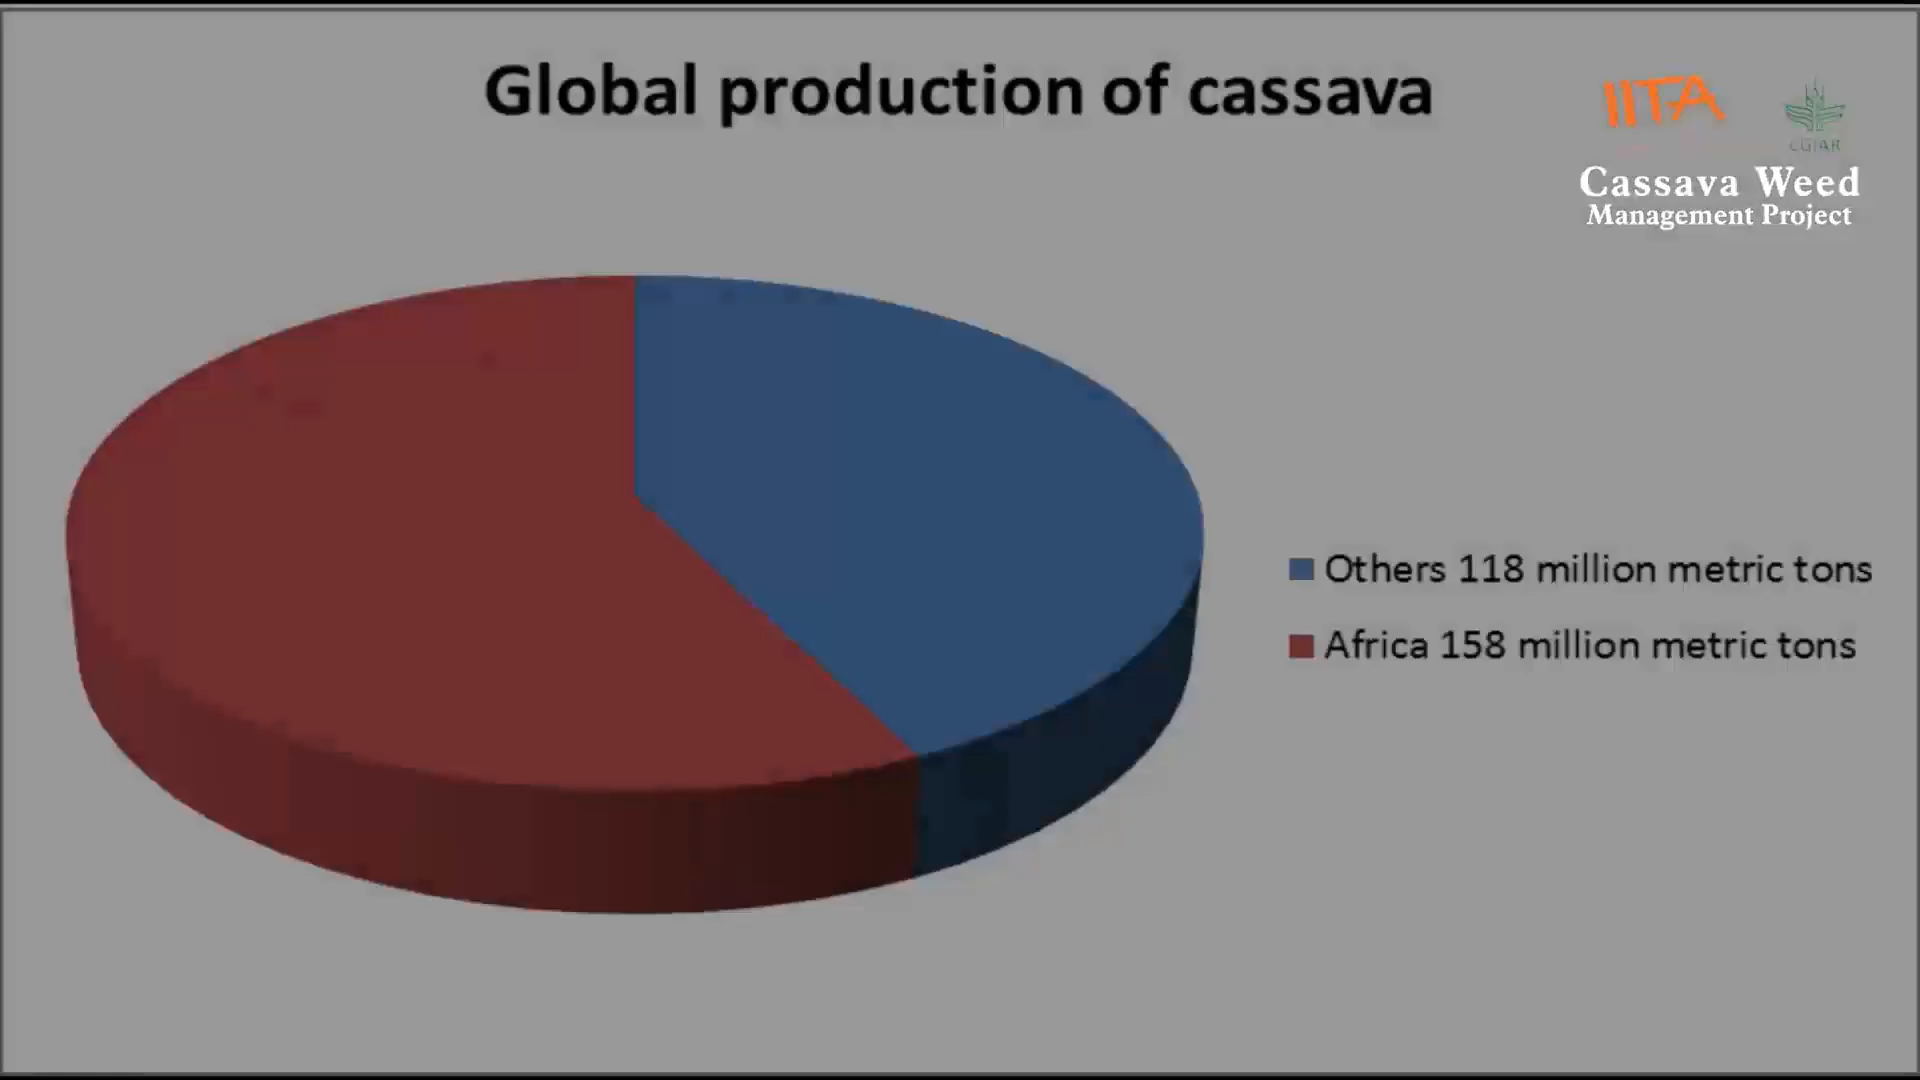 Global production of cassava
IITA
CGIAR
Cassava Weed
Management Project
Others 118 million metric tons
Africa 158 million metric tons